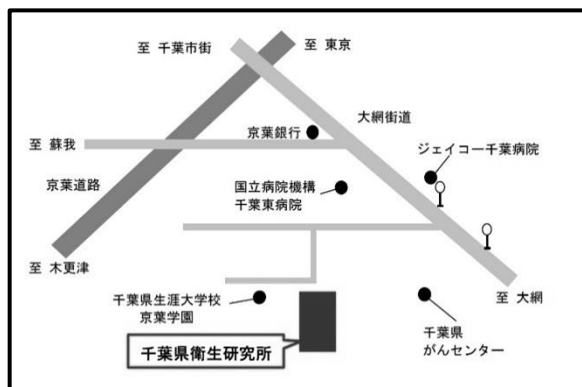 至 千葉市街
至 東京
大網街道
京葉銀行
至 蘇我
ジェイコー千葉病院
京葉道路
国立病院機構
千葉東病院
至 木更津
千葉県生涯大学校
京葉学園
至 大網
千葉県
がんセンター
千葉県衛生研究所